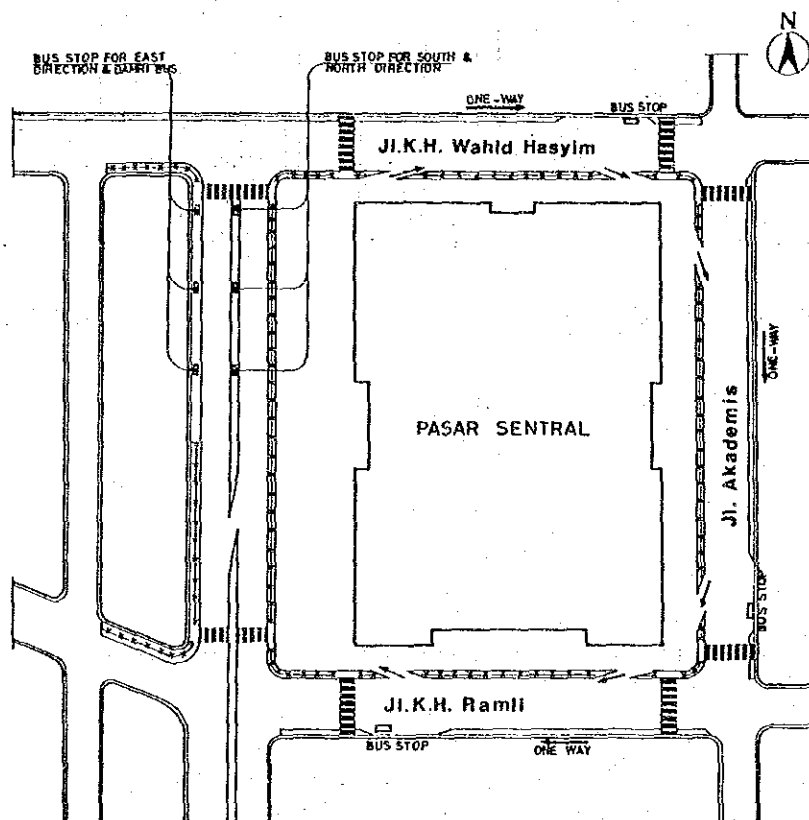 N
BUS STOP FOR EAST
DIRECTION & DAMRI BUS
BUS STOP FOR SOUTH &
NORTH DIRECTION
ONE-WAY
BUS STOP
Jl.K.H. Wahid Hasyim
PASAR SENTRAL
ONE-WAY
Jl. Akademis
BUS STOP
Jl.K.H. Ramli
BUS STOP
ONE WAY